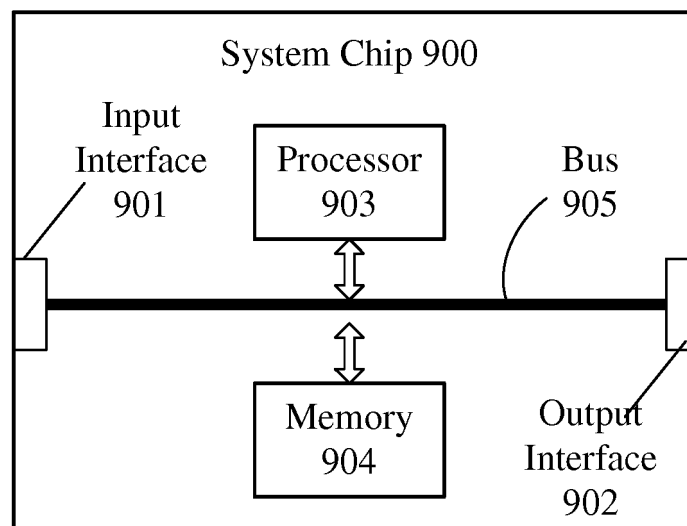 System Chip 900
Input
Interface
901
Processor
903
Bus
905
Memory
904
Output
Interface
902